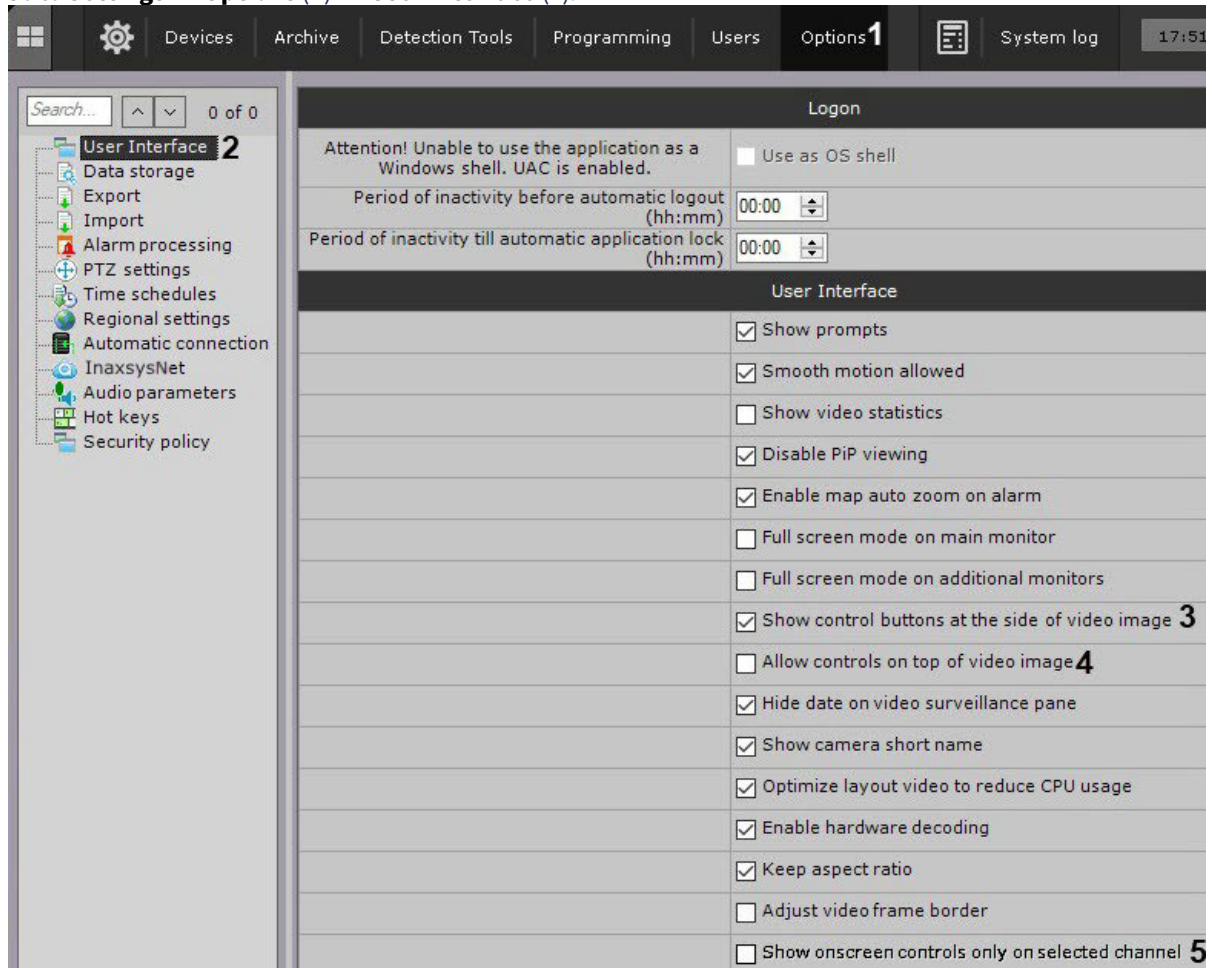 Devices Archive Detection Tools Programming Users Options 1 System log 17:51
Search... 0 of 0
User Interface 2
Data storage
Export
Import
Alarm processing
PTZ settings
Time schedules
Regional settings
Automatic connection
InaxsysNet
Audio parameters
Hot keys
Security policy
Logon
Attention! Unable to use the application as a
Windows shell. UAC is enabled.
Use as OS shell
Period of inactivity before automatic logout
(hh:mm)
00:00
Period of inactivity till automatic application lock
(hh:mm)
00:00
User Interface
Show prompts
Smooth motion allowed
Show video statistics
Disable PiP viewing
Enable map auto zoom on alarm
Full screen mode on main monitor
Full screen mode on additional monitors
Show control buttons at the side of video image 3
Allow controls on top of video image 4
Hide date on video surveillance pane
Show camera short name
Optimize layout video to reduce CPU usage
Enable hardware decoding
Keep aspect ratio
Adjust video frame border
Show onscreen controls only on selected channel 5